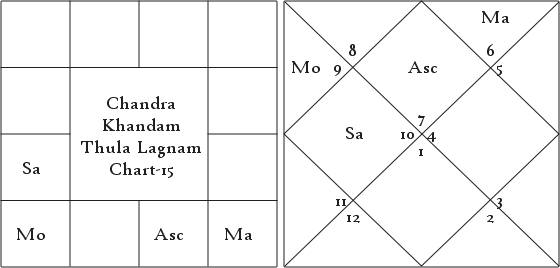 Chandra
Khandam
Thula Lagnam
Chart-15
Sa
Mo Asc Ma
Ma
8 6
Mo 9 Asc 5
7
Sa 10 4
1
11 3
12 2